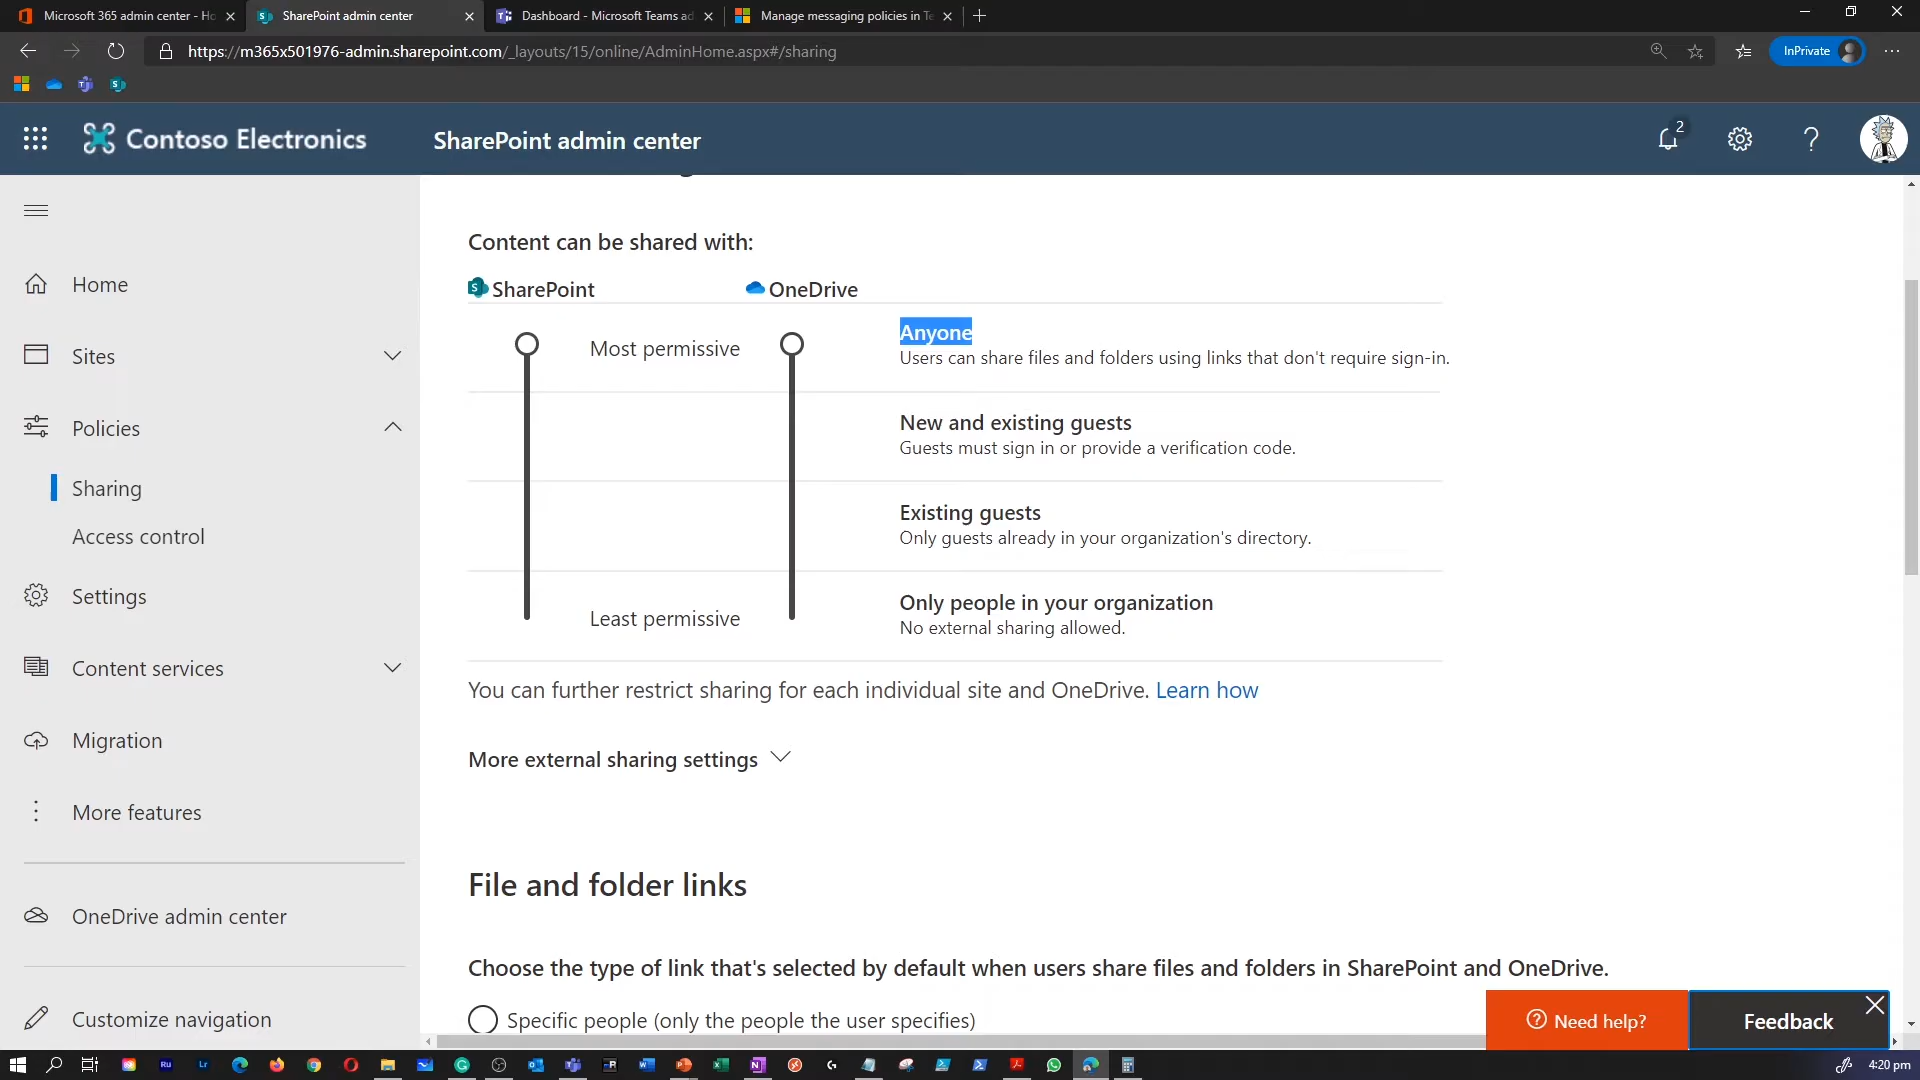 Microsoft 365 admin center - Ho
SharePoint admin center
Dashboard - Microsoft Teams ad
Manage messaging policies in Te
https://m365x501976-admin.sharepoint.com/_layouts/15/online/AdminHome.aspx#/sharing
InPrivate
Contoso Electronics
SharePoint admin center
2
Home
Sites
Policies
Sharing
Access control
Settings
Content services
Migration
More features
OneDrive admin center
Customize navigation
Content can be shared with:
SharePoint
OneDrive
Most permissive
Anyone
Users can share files and folders using links that don't require sign-in.
New and existing guests
Guests must sign in or provide a verification code.
Existing guests
Only guests already in your organization's directory.
Least permissive
Only people in your organization
No external sharing allowed.
You can further restrict sharing for each individual site and OneDrive. Learn how
More external sharing settings
File and folder links
Choose the type of link that's selected by default when users share files and folders in SharePoint and OneDrive.
Specific people (only the people the user specifies)
Need help?
Feedback
4:20 pm